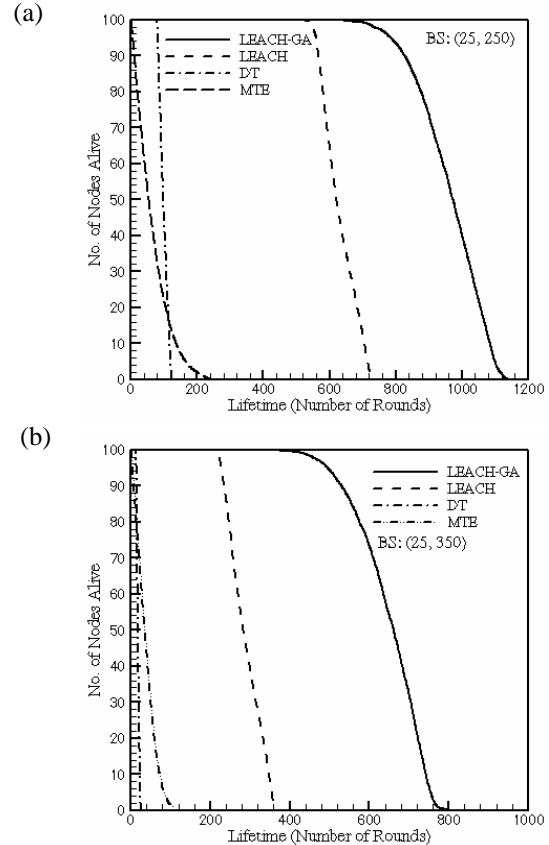 (a)
100
90
80
70
60
50
40
30
20
10
0
No. of Nodes Alive
LEACH-GA
LEACH
DT
MTE
BS: (25, 250)
0 200 400 600 800 1000 1200
Lifetime (Number of Rounds)
(b)
100
90
80
70
60
50
40
30
20
10
0
No. of Nodes Alive
LEACH-GA
LEACH
DT
MTE
BS: (25, 350)
0 200 400 600 800 1000
Lifetime (Number of Rounds)